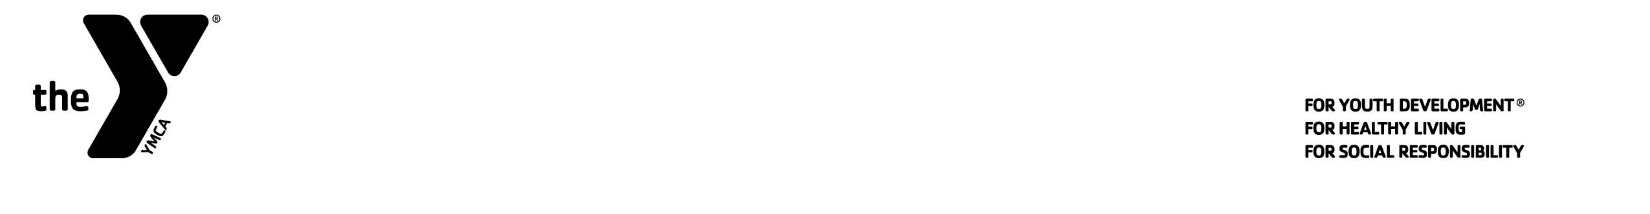 the
YMCA
®
FOR YOUTH DEVELOPMENT®
FOR HEALTHY LIVING
FOR SOCIAL RESPONSIBILITY